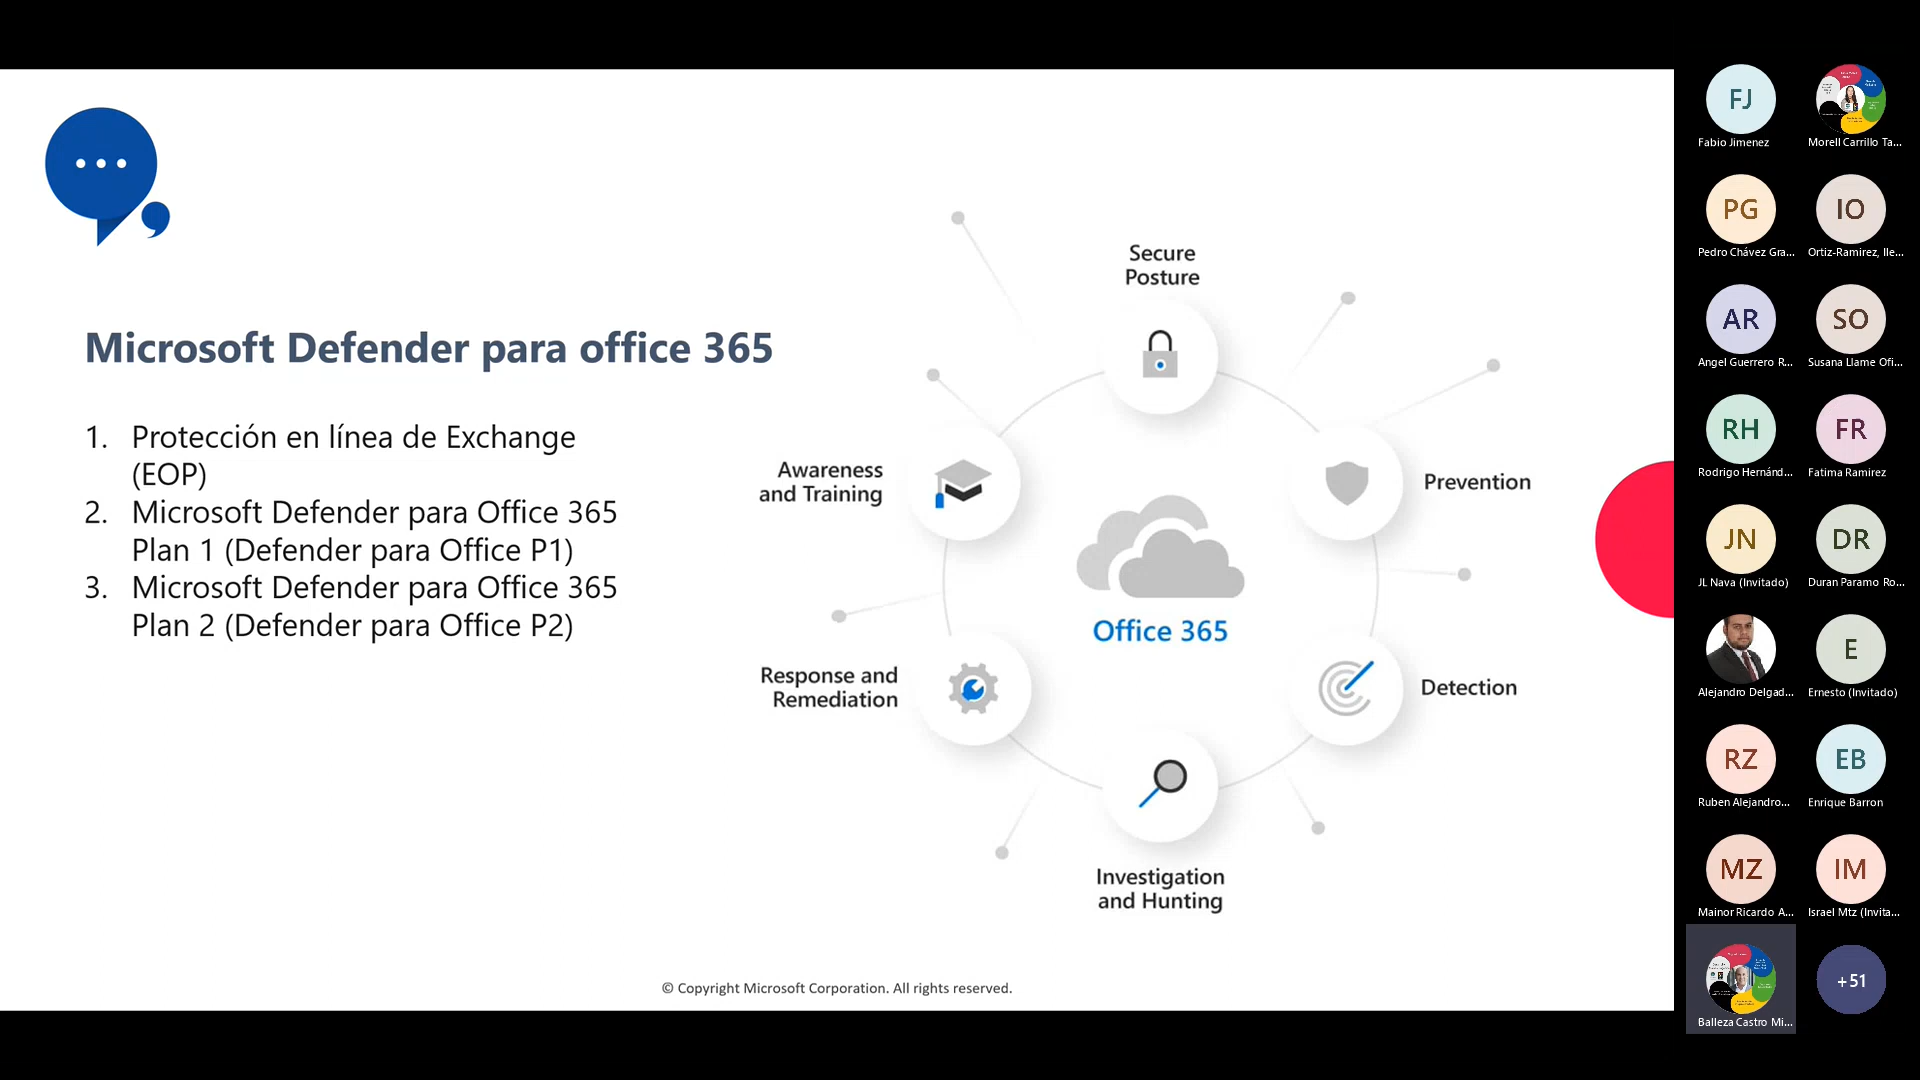 Microsoft Defender para office 365
1. Protección en línea de Exchange
(EOP)
2. Microsoft Defender para Office 365
Plan 1 (Defender para Office P1)
3. Microsoft Defender para Office 365
Plan 2 (Defender para Office P2)
Secure
Posture
Awareness
and Training
Prevention
Office 365
Response and
Remediation
Detection
Investigation
and Hunting
© Copyright Microsoft Corporation. All rights reserved.
FJ
Fabio Jimenez
Morell Carrillo Ta...
PG
IO
Pedro Chávez Gra...
Ortiz-Ramirez, Ile...
AR
SO
Angel Guerrero R...
Susana Llame Ofi...
RH
FR
Rodrigo Hernánd...
Fatima Ramirez
JN
DR
JL Nava (Invitado)
Duran Paramo Ro...
E
Alejandro Delgad...
Ernesto (Invitado)
RZ
EB
Ruben Alejandro...
Enrique Barron
MZ
IM
Mainor Ricardo A...
Israel Mtz (Invita...
+51
Balleza Castro Mi...